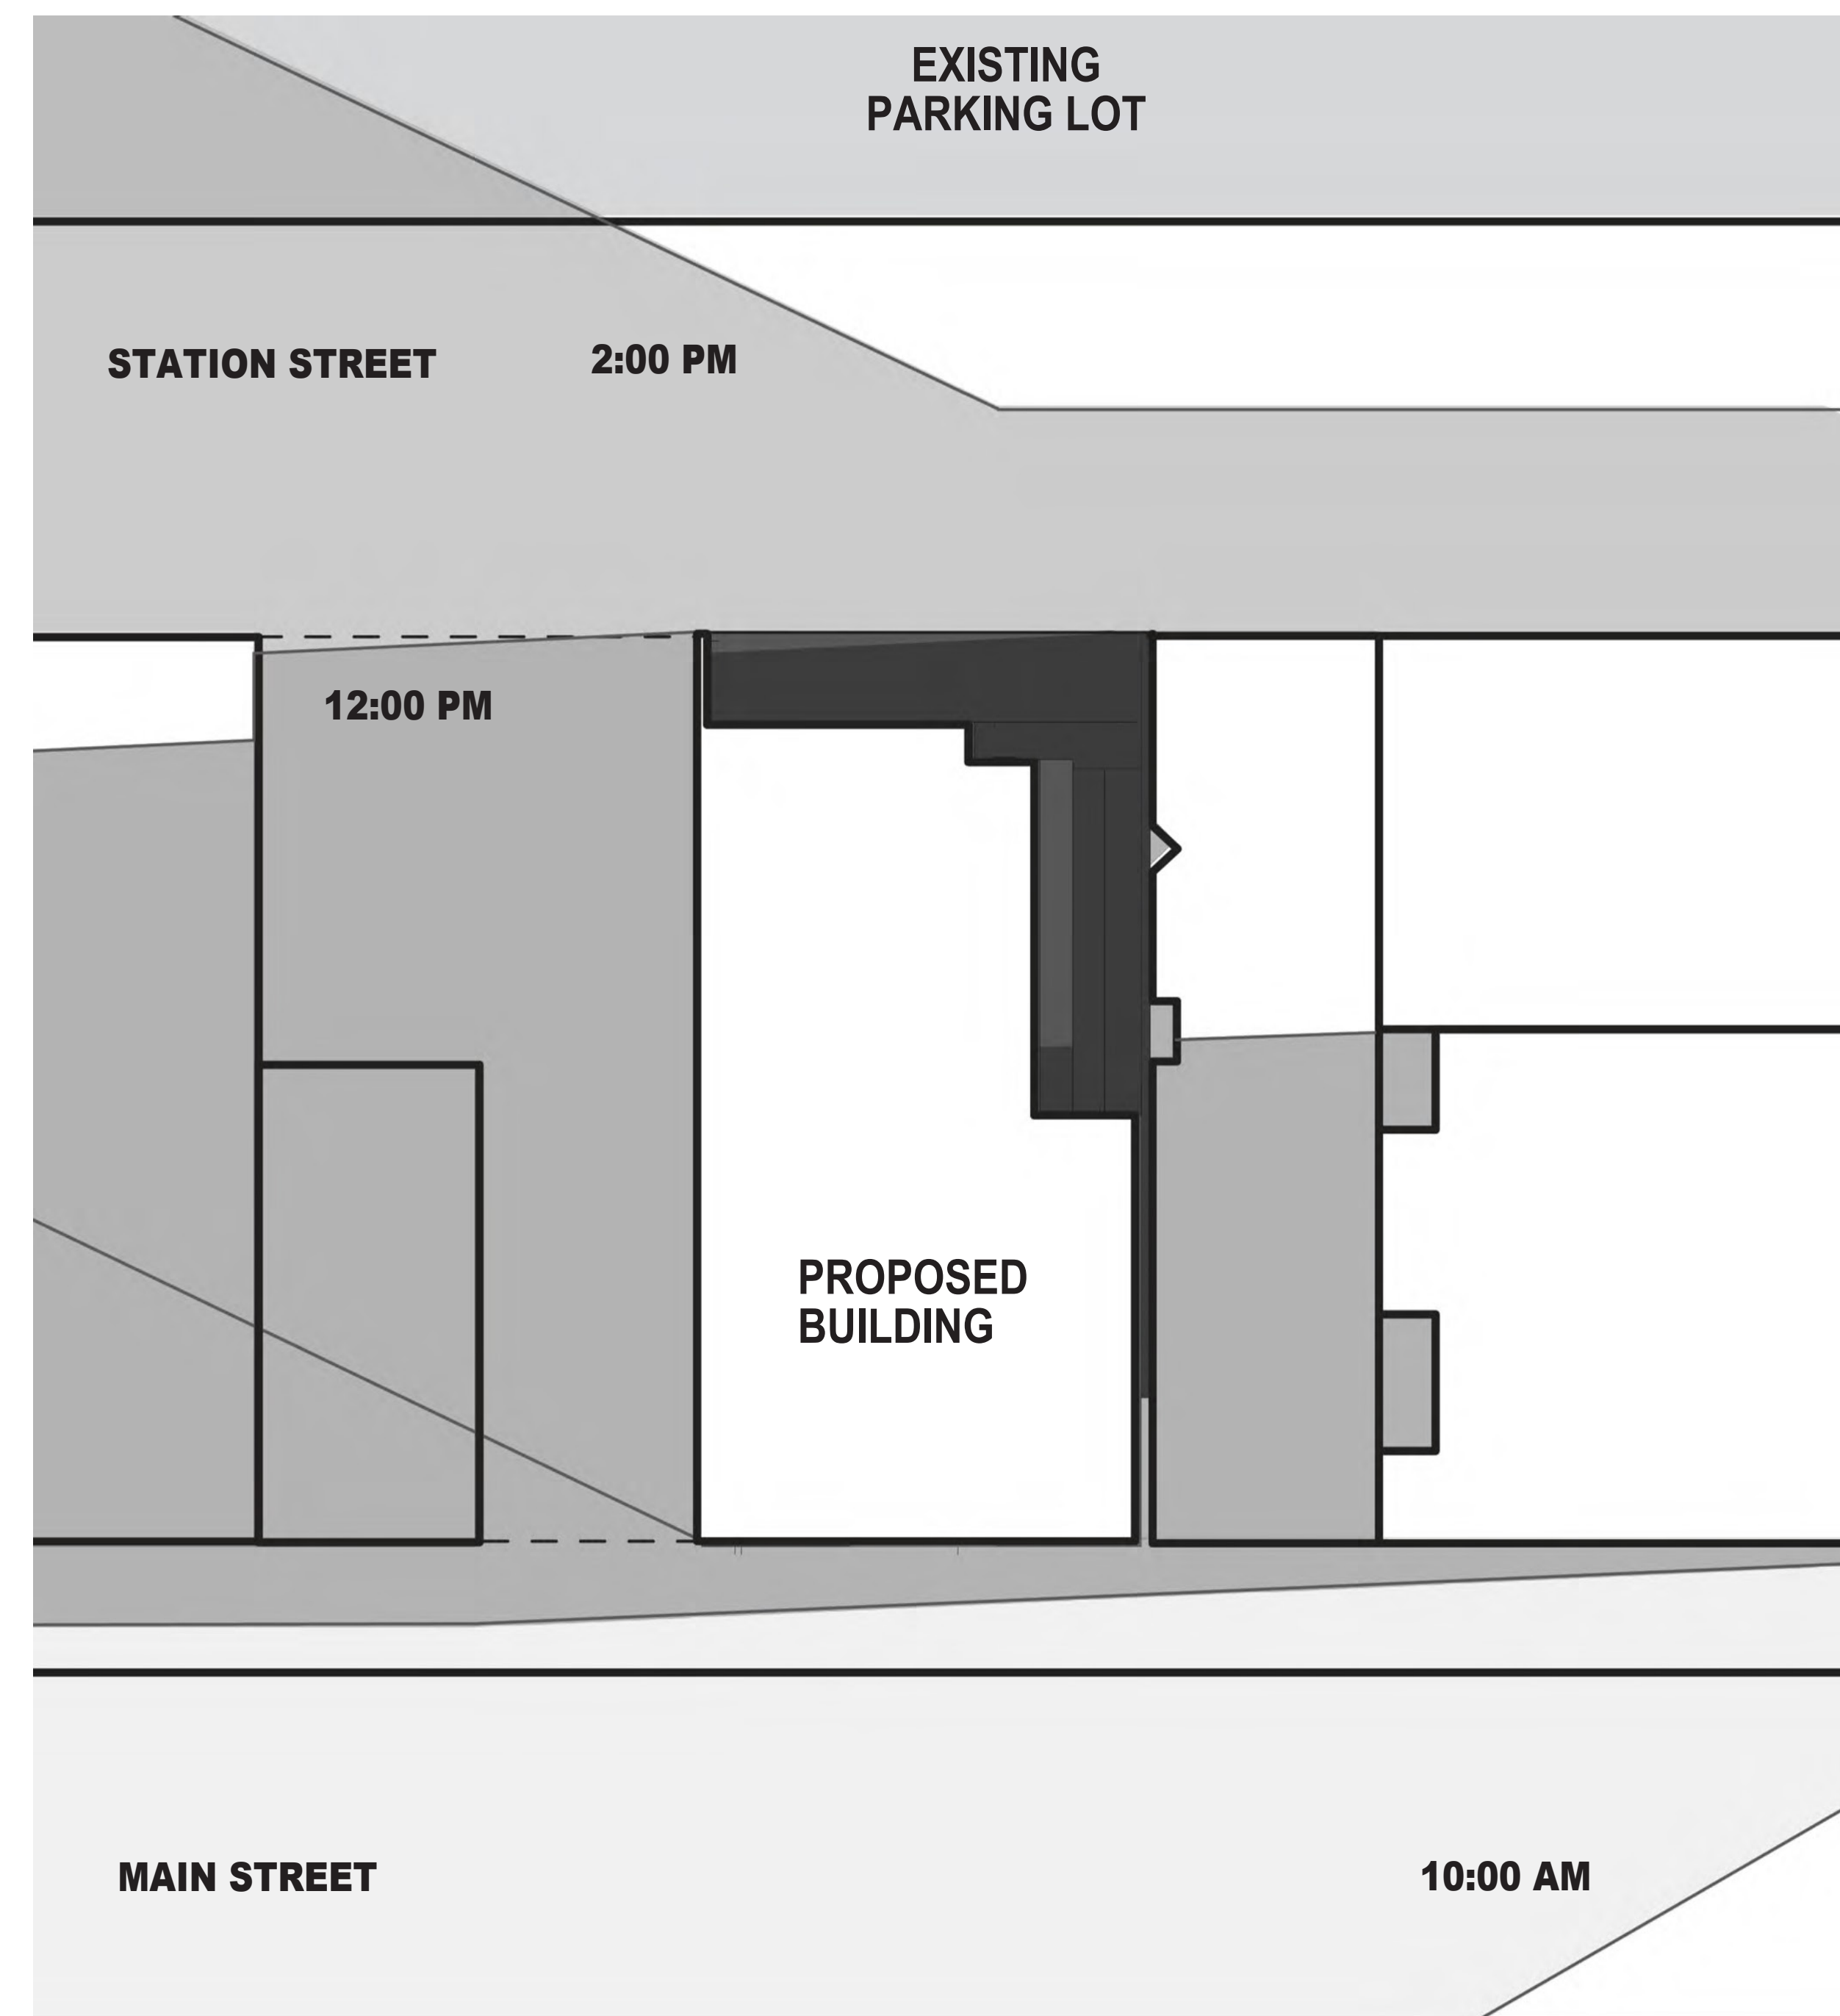 EXISTING
PARKING LOT
STATION STREET
2:00 PM
12:00 PM
PROPOSED
BUILDING
MAIN STREET
10:00 AM